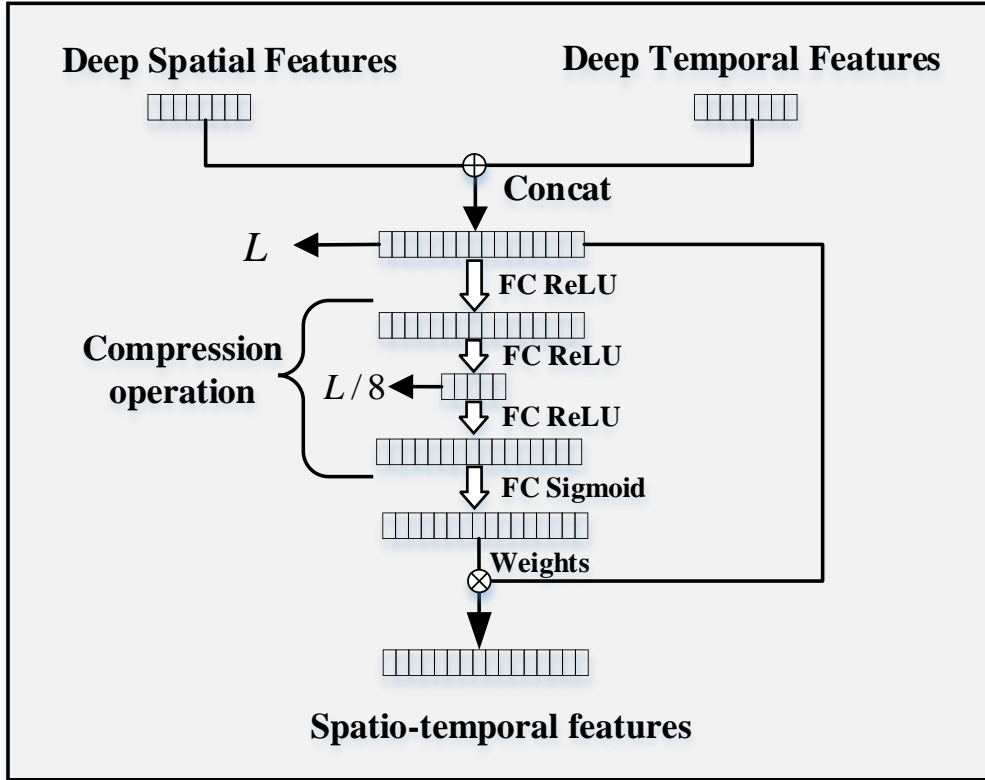 Deep Spatial Features
Deep Temporal Features
Concat
L
FC ReLU
Compression
operation
FC ReLU
L / 8
FC ReLU
FC Sigmoid
Weights
Spatio-temporal features